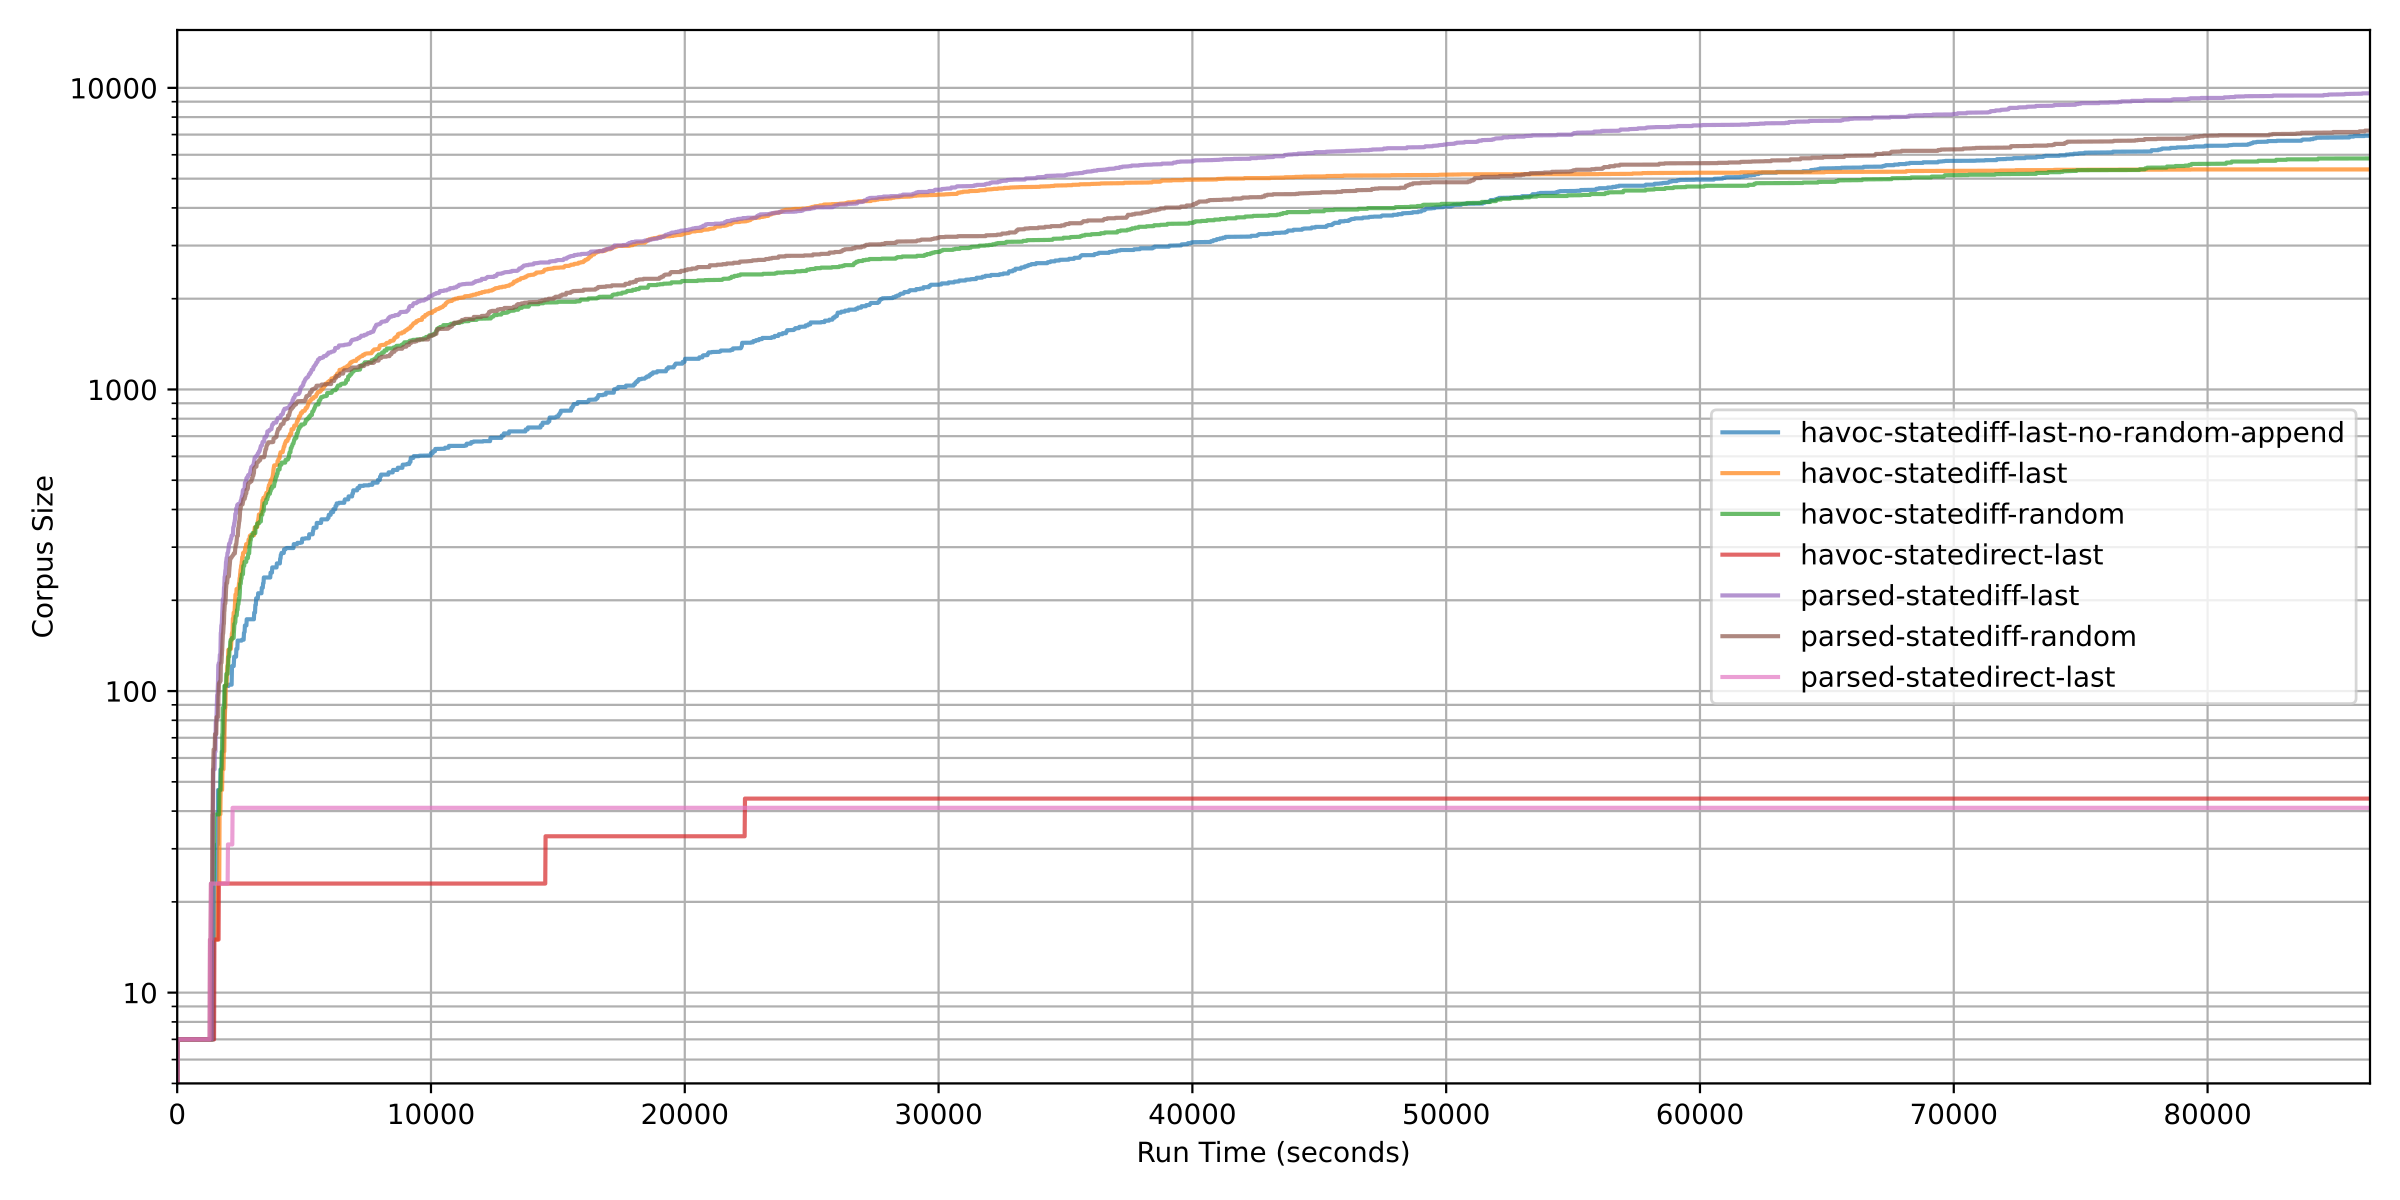 10000
1000
100
10
Corpus Size
havoc-statediff-last-no-random-append
havoc-statediff-last
havoc-statediff-random
havoc-statedirect-last
parsed-statediff-last
parsed-statediff-random
parsed-statedirect-last
0 10000 20000 30000 40000 50000 60000 70000 80000
Run Time (seconds)